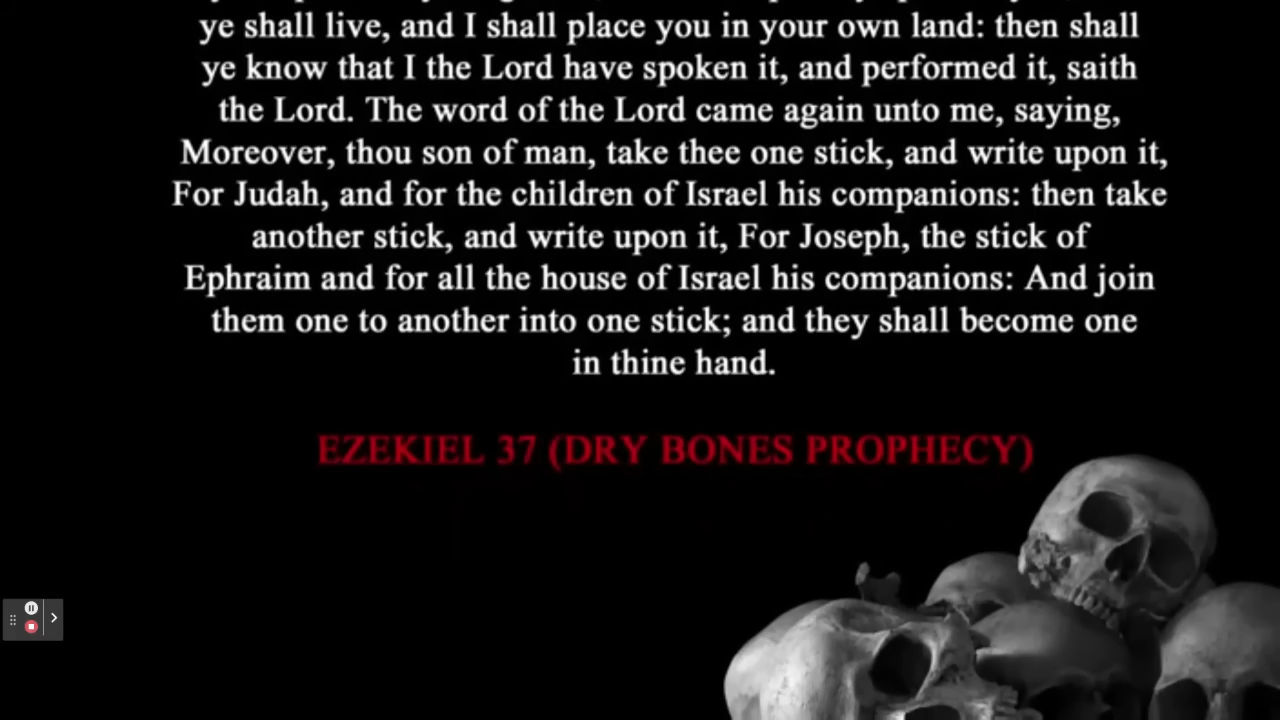 ye shall live, and I shall place you in your own land: then shall
ye know that I the Lord have spoken it, and performed it, saith
the Lord. The word of the Lord came again unto me, saying,
Moreover, thou son of man, take thee one stick, and write upon it,
For Judah, and for the children of Israel his companions: then take
another stick, and write upon it, For Joseph, the stick of
Ephraim and for all the house of Israel his companions: And join
them one to another into one stick; and they shall become one
in thine hand.
EZEKIEL 37 (DRY BONES PROPHECY)